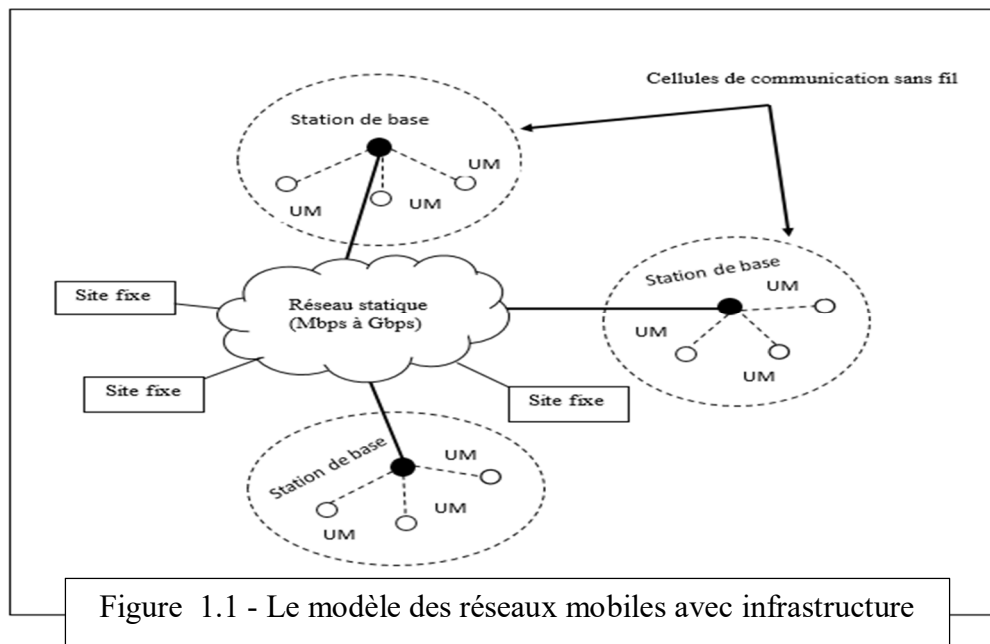 Cellules de communication sans fil
Station de base
UM
UM
UM
Station de base
UM
UM
UM
Site fixe
Réseau statique
(Mbps à Gbps)
Site fixe
Site fixe
Station de base
UM
UM
UM
Figure 1.1 - Le modèle des réseaux mobiles avec infrastructure